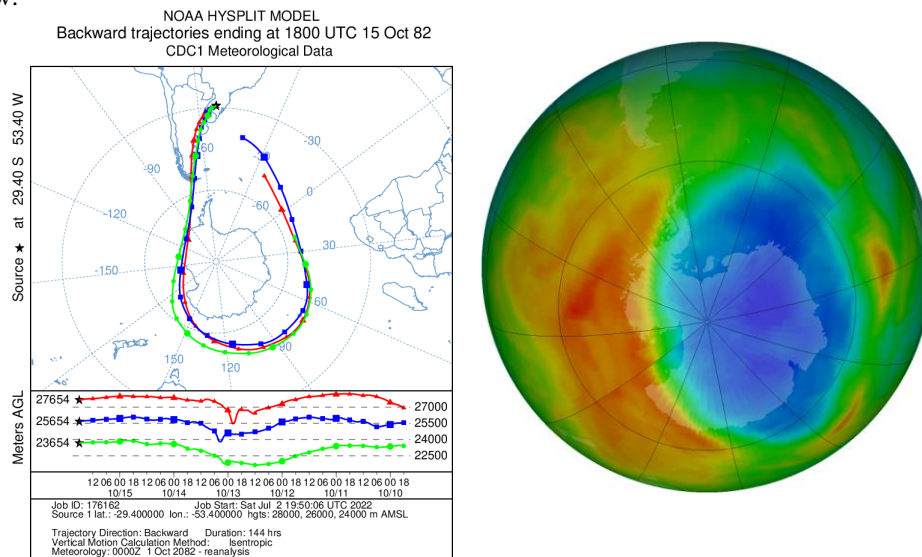 w.
NOAA HYSPLIT MODEL
Backward trajectories ending at 1800 UTC 15 Oct 82
CDC1 Meteorological Data
Source ★ at 29.40 S 53.40 W
-30
-60
-90
0
-60
-120
30
-150
60
90
150
120
Meters AGL
27654
27000
25654
25500
24000
23654
22500
12 06 00 18 12 06 00 18 12 06 00 18 12 06 00 18 12 06 00 18 12 06 00 18
10/15 10/14 10/13 10/12 10/11 10/10
Job ID: 176162 Job Start: Sat Jul 2 19:50:06 UTC 2022
Source 1 lat.: -29.400000 lon.: -53.400000 hgts: 28000, 26000, 24000 m AMSL
Trajectory Direction: Backward Duration: 144 hrs
Vertical Motion Calculation Method: Isentropic
Meteorology: 0000Z 1 Oct 2082 - reanalysis